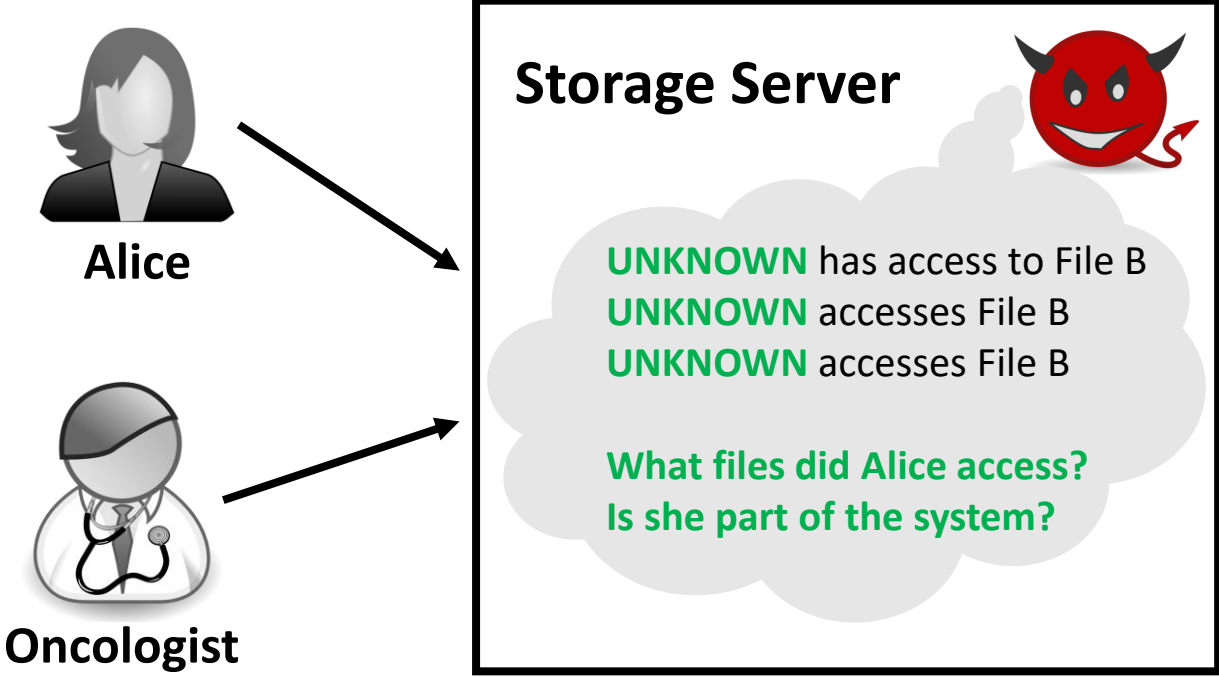 Storage Server
Alice
UNKNOWN has access to File B
UNKNOWN accesses File B
UNKNOWN accesses File B
What files did Alice access?
Is she part of the system?
Oncologist